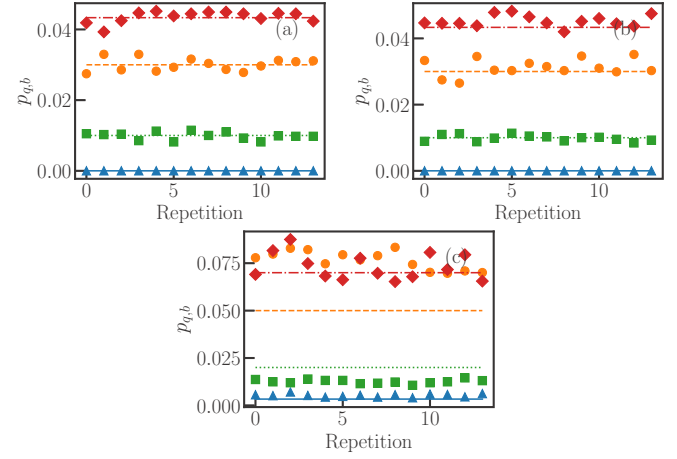 (a)
p_{q,b}
0.04
0.02
0.00
0 5 10
Repetition
(b)
p_{q,b}
0.04
0.02
0.00
0 5 10
Repetition
(c)
p_{q,b}
0.075
0.050
0.025
0.000
0 5 10
Repetition